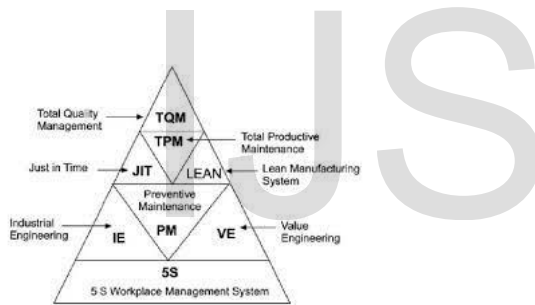 IJS
TQM
Total Quality
Management
TPM
Total Productive
Maintenance
Just in Time
JIT
LEAN
Lean Manufacturing
System
Preventive
Maintenance
Industrial
Engineering
IE
PM
VE
Value
Engineering
5S
5 S Workplace Management System